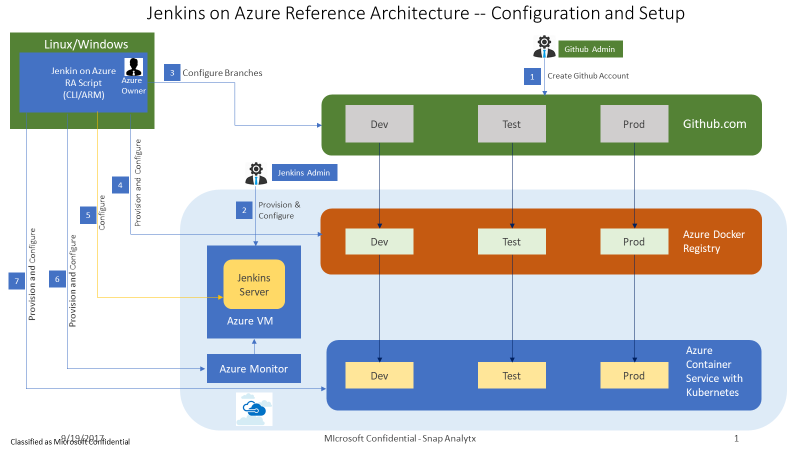 Jenkins on Azure Reference Architecture -- Configuration and Setup
Linux/Windows
Jenkin on Azure
RA Script
(CLI/ARM)
Azure
Owner
3
Configure Branches
Github Admin
1
Create Github Account
Dev
Test
Prod
Github.com
4
Provision and Configure
5
Configure
6
Provision and Configure
7
Provision and Configure
Jenkins Admin
2
Provision &
Configure
Dev
Test
Prod
Azure Docker
Registry
Jenkins
Server
Azure VM
Azure Monitor
Dev
Test
Prod
Azure
Container
Service with
Kubernetes
9/19/2017
Classified as Microsoft Confidential
MIcrosoft Confidential - Snap Analytx
1